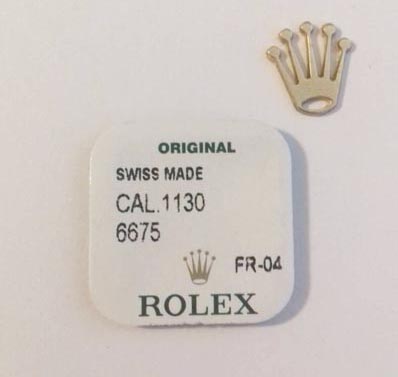 ORIGINAL
SWISS MADE
CAL.1130
6675
FR-04
ROLEX